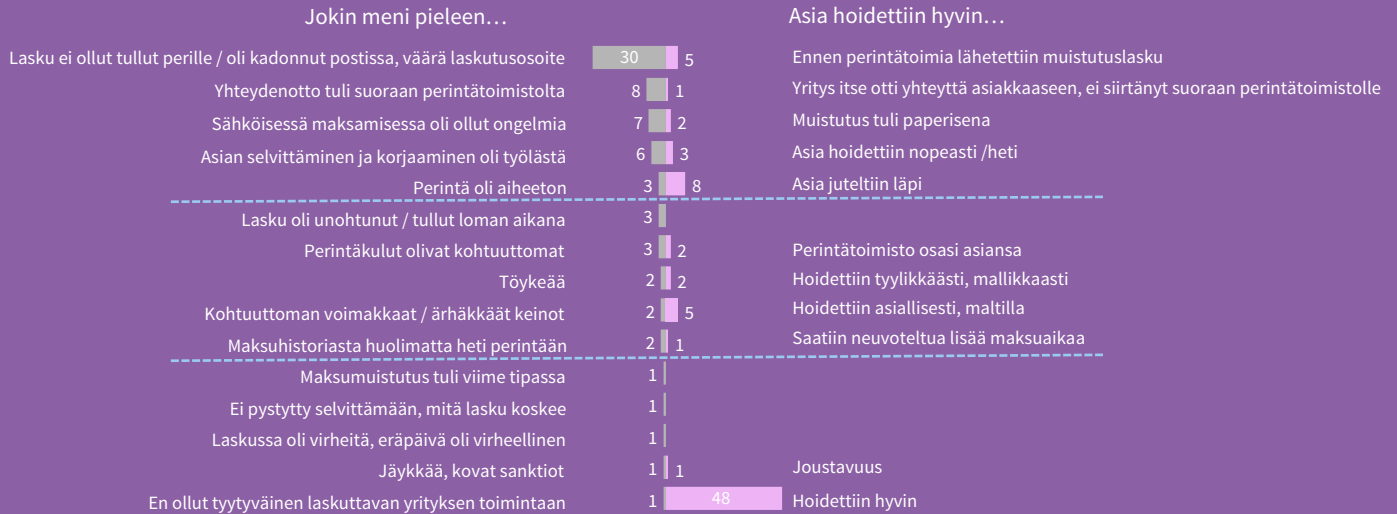 Jokin meni pieleen… Asia hoidettiin hyvin…
Lasku ei ollut tullut perille / oli kadonnut postissa, väärä laskutusosoite 30 5 Ennen perintätoimia lähetettiin muistutuslasku
Yhteydenotto tuli suoraan perintätoimistolta 8 1 Yritys itse otti yhteyttä asiakkaaseen, ei siirtänyt suoraan perintätoimistolle
Sähköisessä maksamisessa oli ollut ongelmia 7 2 Muistutus tuli paperisena
Asian selvittäminen ja korjaaminen oli työlästä 6 3 Asia hoidettiin nopeasti /heti
Perintä oli aiheeton 3 8 Asia juteltiin läpi
Lasku oli unohtunut / tullut loman aikana 3
Perintäkulut olivat kohtuuttomat 3 2 Perintätoimisto osasi asiansa
Töykeää 2 2 Hoidettiin tyylikkäästi, mallikkaasti
Kohtuuttoman voimakkaat / ärhäkkäät keinot 2 5 Hoidettiin asiallisesti, maltilla
Maksuhistoriasta huolimatta heti perintään 2 1 Saatiin neuvoteltua lisää maksuaikaa
Maksumuistutus tuli viime tipassa 1
Ei pystytty selvittämään, mitä lasku koskee 1
Laskussa oli virheitä, eräpäivä oli virheellinen 1
Jäykkää, kovat sanktiot 1 1 Joustavuus
En ollut tyytyväinen laskuttavan yrityksen toimintaan 1 48 Hoidettiin hyvin